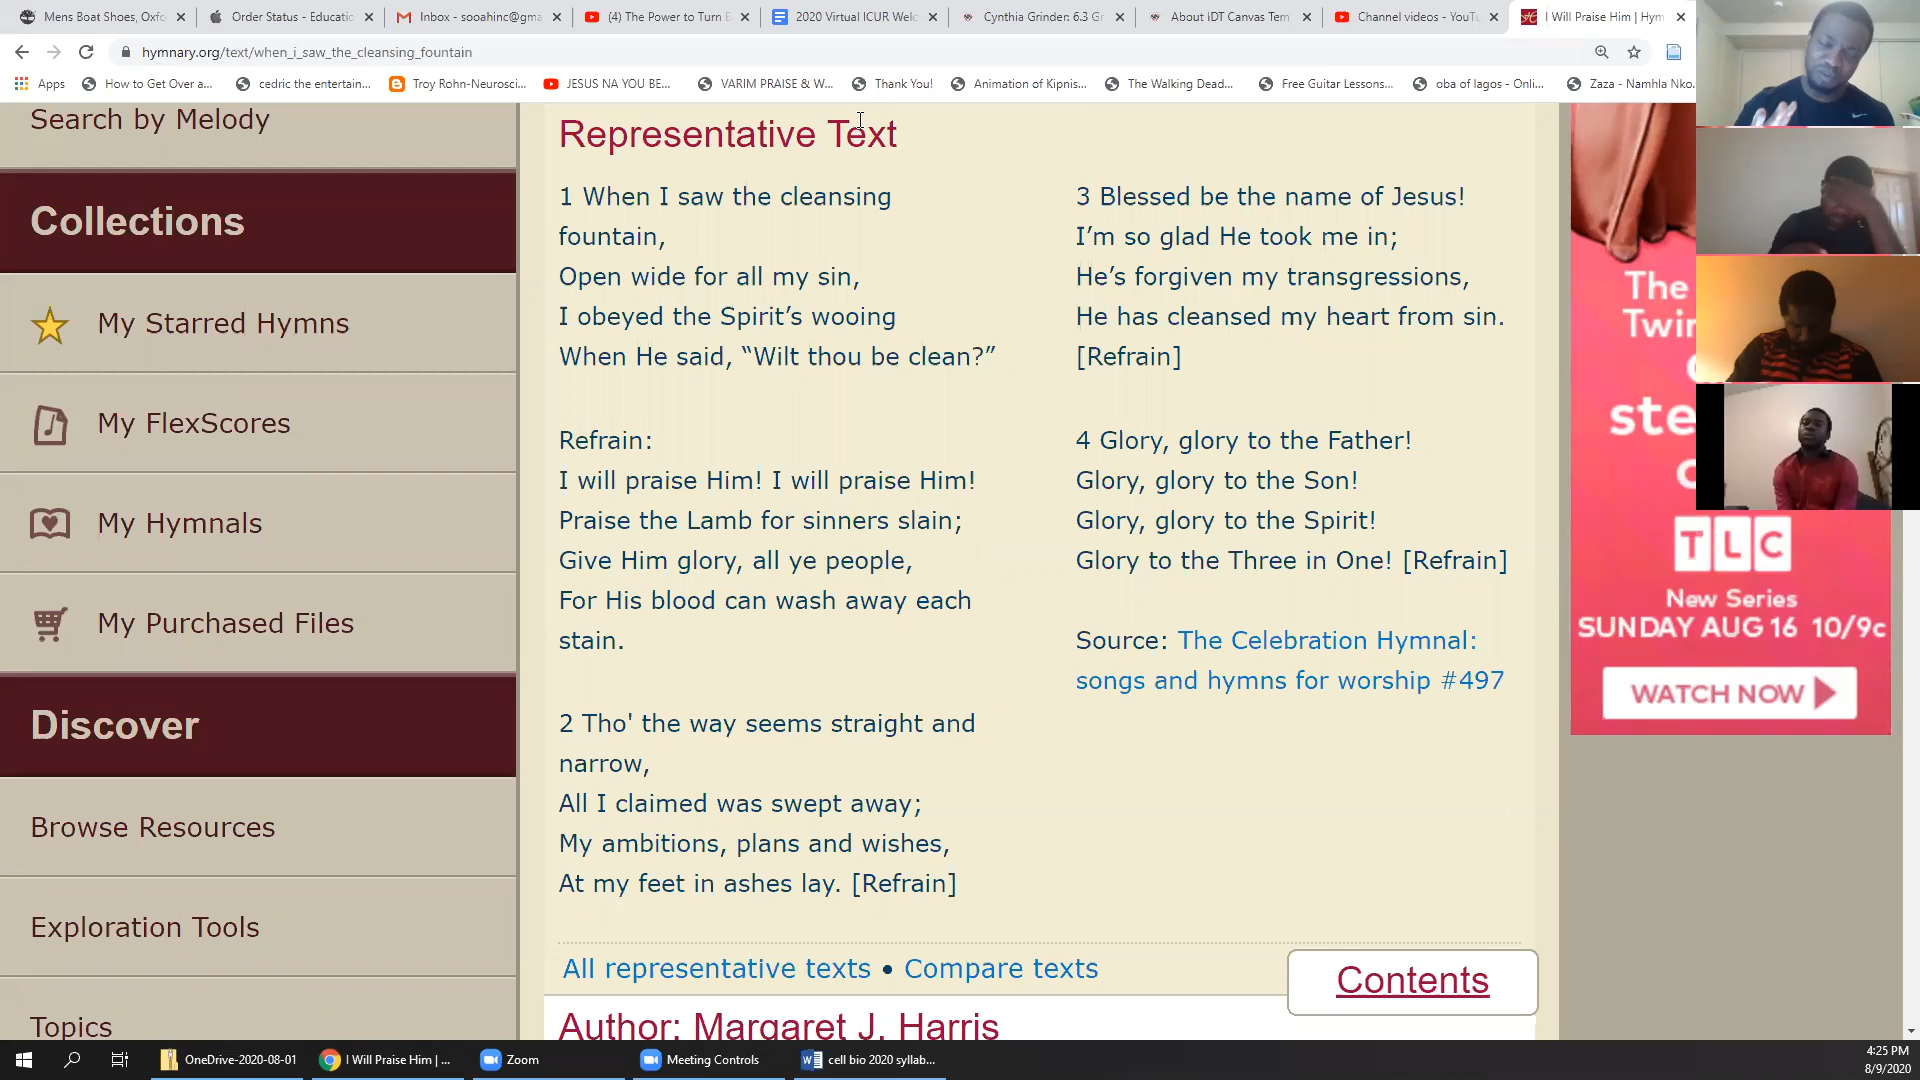 Mens Boat Shoes, Oxfo
Order Status - Educatio
Inbox - sooahinc@gma
(4) The Power to Turn E
2020 Virtual ICUR Welc
Cynthia Grinder: 6.3 Gr
About iDT Canvas Tem
Channel videos - YouTu
I Will Praise Him | Hym
hymnary.org/text/when_i_saw_the_cleansing_fountain
Apps
How to Get Over a...
cedric the entertain...
Troy Rohn-Neurosci...
JESUS NA YOU BE...
VARIM PRAISE & W...
Thank You!
Animation of Kipnis...
The Walking Dead...
Free Guitar Lessons...
oba of lagos - Onli...
Zaza - Namhla Nko.
Search by Melody
Collections
My Starred Hymns
My FlexScores
My Hymnals
My Purchased Files
Discover
Browse Resources
Exploration Tools
Topics
Representative Text
1 When I saw the cleansing
fountain,
Open wide for all my sin,
I obeyed the Spirit’s wooing
When He said, “Wilt thou be clean?”
Refrain:
I will praise Him! I will praise Him!
Praise the Lamb for sinners slain;
Give Him glory, all ye people,
For His blood can wash away each
stain.
2 Tho' the way seems straight and
narrow,
All I claimed was swept away;
My ambitions, plans and wishes,
At my feet in ashes lay. [Refrain]
3 Blessed be the name of Jesus!
I’m so glad He took me in;
He’s forgiven my transgressions,
He has cleansed my heart from sin.
[Refrain]
4 Glory, glory to the Father!
Glory, glory to the Son!
Glory, glory to the Spirit!
Glory to the Three in One! [Refrain]
Source: The Celebration Hymnal:
songs and hymns for worship #497
All representative texts • Compare texts
Contents
Author: Margaret J. Harris
The
Twin
ste
TLC
New Series
SUNDAY AUG 16 10/9c
WATCH NOW
OneDrive-2020-08-01
I Will Praise Him | ...
Zoom
Meeting Controls
cell bio 2020 syllab...
4:25 PM
8/9/2020